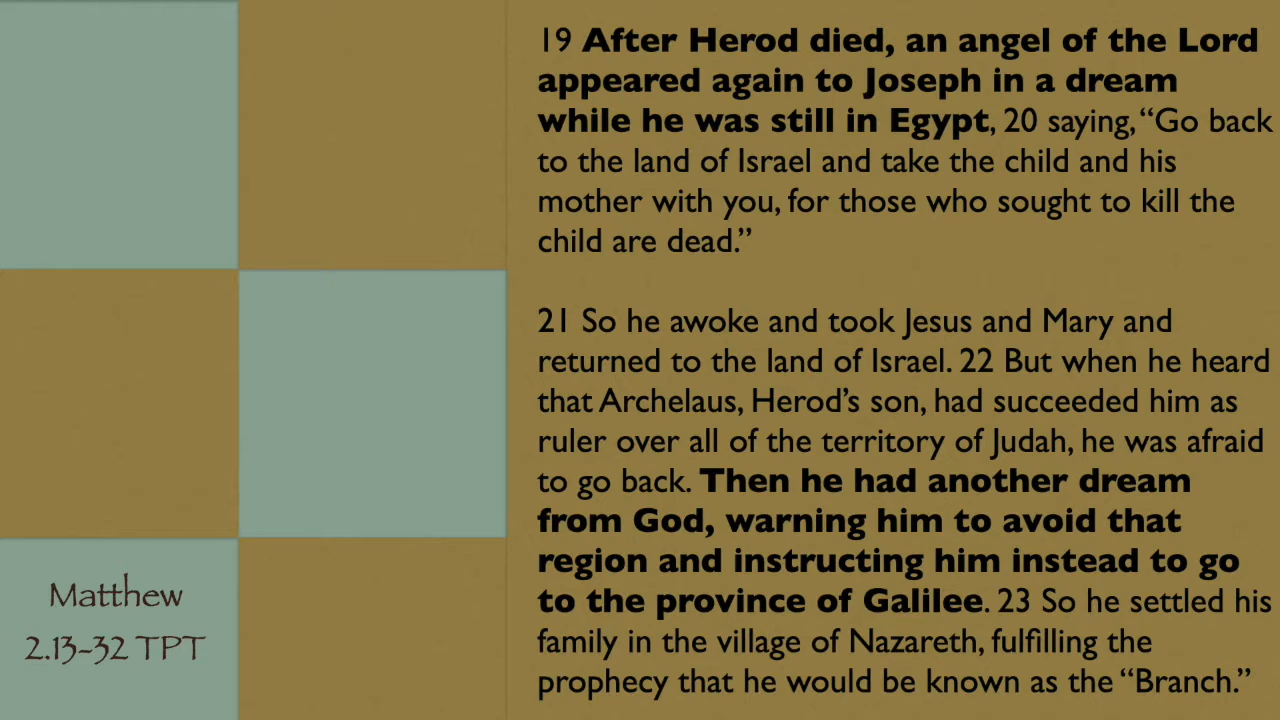 19 After Herod died, an angel of the Lord
appeared again to Joseph in a dream
while he was still in Egypt, 20 saying, “Go back
to the land of Israel and take the child and his
mother with you, for those who sought to kill the
child are dead.”
21 So he awoke and took Jesus and Mary and
returned to the land of Israel. 22 But when he heard
that Archelaus, Herod’s son, had succeeded him as
ruler over all of the territory of Judah, he was afraid
to go back. Then he had another dream
from God, warning him to avoid that
region and instructing him instead to go
to the province of Galilee. 23 So he settled his
family in the village of Nazareth, fulfilling the
prophecy that he would be known as the “Branch.”
Matthew
2.13-32 TPT